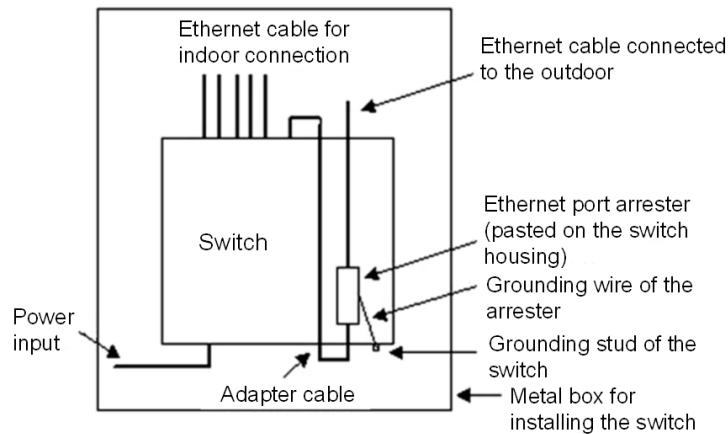 Ethernet cable for
indoor connection
Ethernet cable connected
to the outdoor
Ethernet port arrester
(pasted on the switch
housing)
Switch
Grounding wire of the
arrester
Power
input
Grounding stud of the
switch
Adapter cable
Metal box for
installing the switch